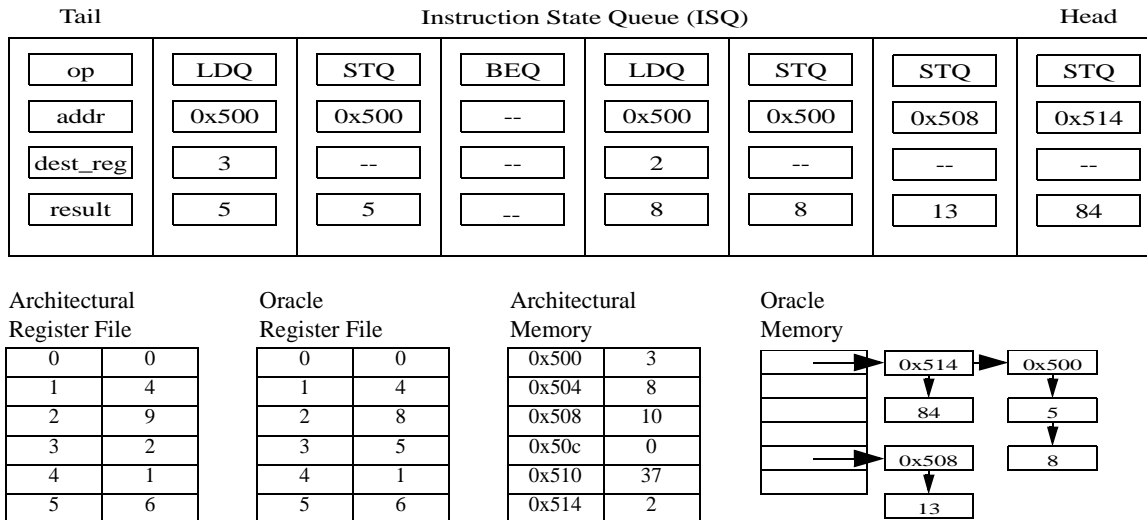 Tail Instruction State Queue (ISQ) Head
op LDQ STQ BEQ LDQ STQ STQ STQ
addr 0x500 0x500 -- 0x500 0x500 0x508 0x514
dest_reg 3 -- -- 2 -- -- --
result 5 5 -- 8 8 13 84
Architectural
Register File
0 0
1 4
2 9
3 2
4 1
5 6
Oracle
Register File
0 0
1 4
2 8
3 5
4 1
5 6
Architectural
Memory
0x500 3
0x504 8
0x508 10
0x50c 0
0x510 37
0x514 2
Oracle
Memory
0x514 0x500
84 5
0x508 8
13